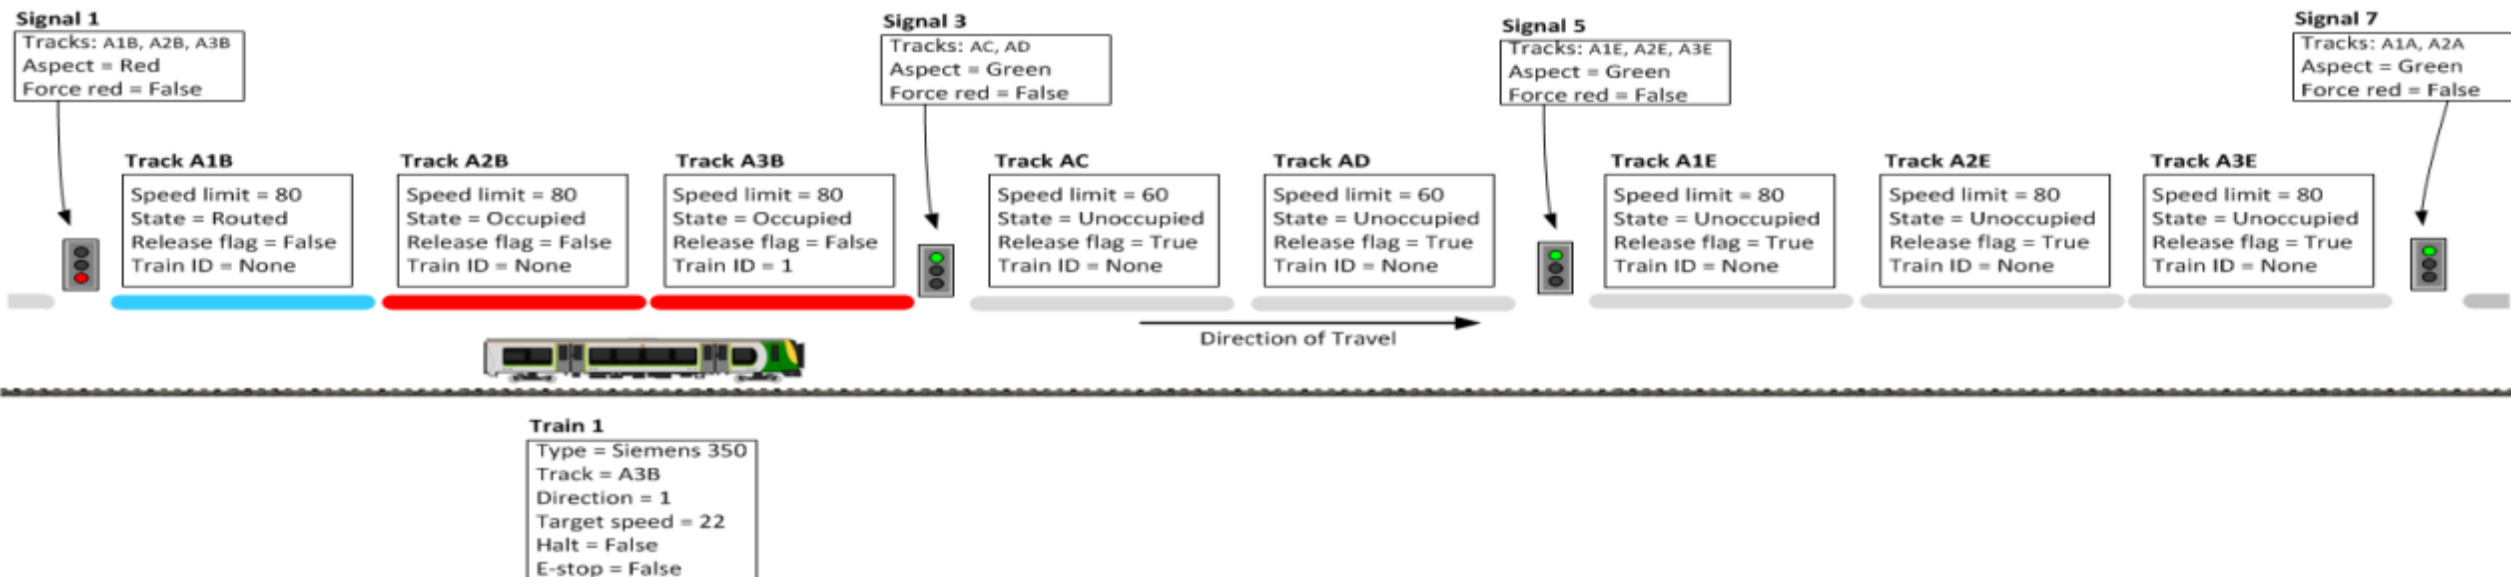 Signal 1
Tracks: A1B, A2B, A3B
Aspect = Red
Force red = False
Signal 3
Tracks: AC, AD
Aspect = Green
Force red = False
Signal 5
Tracks: A1E, A2E, A3E
Aspect = Green
Force red = False
Signal 7
Tracks: A1A, A2A
Aspect = Green
Force red = False
Track A1B
Speed limit = 80
State = Routed
Release flag = False
Train ID = None
Track A2B
Speed limit = 80
State = Occupied
Release flag = False
Train ID = None
Track A3B
Speed limit = 80
State = Occupied
Release flag = False
Train ID = 1
Track AC
Speed limit = 60
State = Unoccupied
Release flag = True
Train ID = None
Track AD
Speed limit = 60
State = Unoccupied
Release flag = True
Train ID = None
Track A1E
Speed limit = 80
State = Unoccupied
Release flag = True
Train ID = None
Track A2E
Speed limit = 80
State = Unoccupied
Release flag = True
Train ID = None
Track A3E
Speed limit = 80
State = Unoccupied
Release flag = True
Train ID = None
Direction of Travel
Train 1
Type = Siemens 350
Track = A3B
Direction = 1
Target speed = 22
Halt = False
E-stop = False